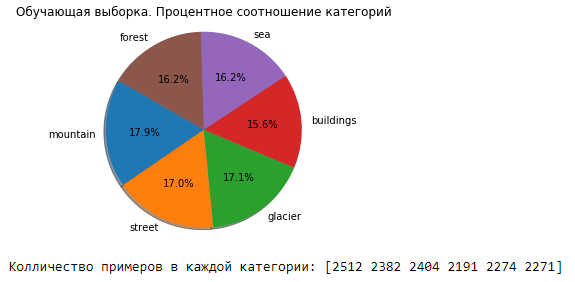 Обучающая выборка. Процентное соотношение категорий
forest
sea
16.2%
16.2%
mountain
17.9%
15.6%
buildings
17.0%
17.1%
street
glacier
Колличество примеров в каждой категории: [2512 2382 2404 2191 2274 2271]